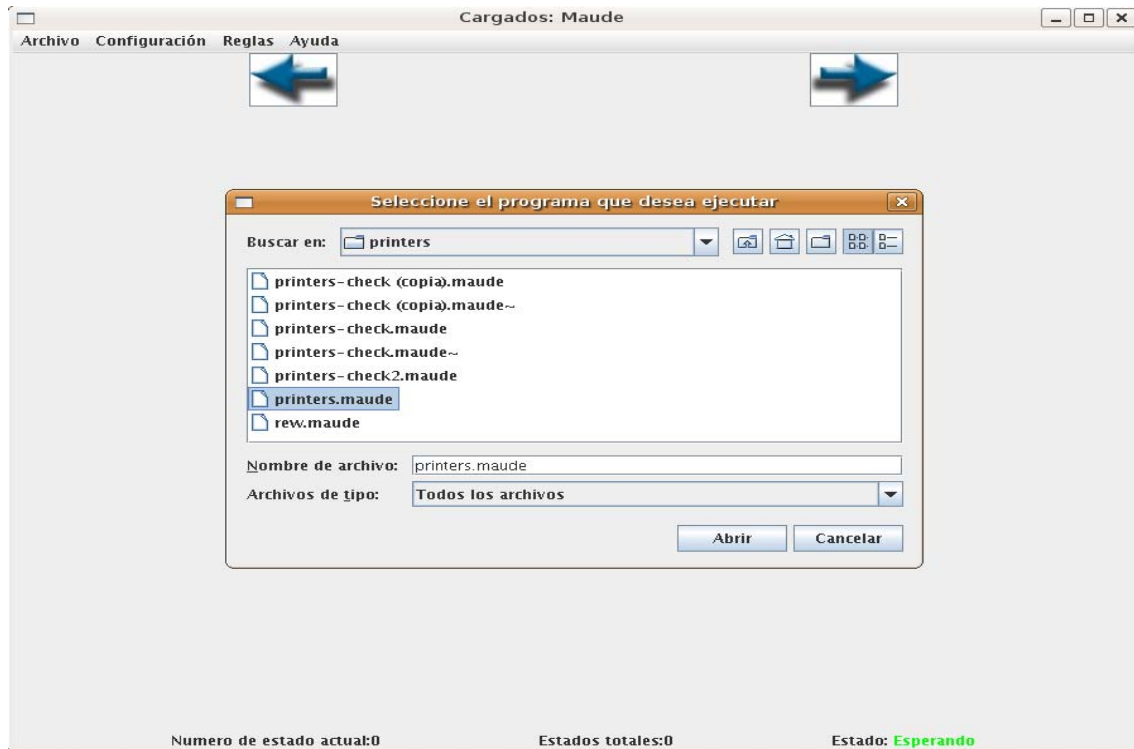 Cargados: Maude
Archivo Configuración Reglas Ayuda
Seleccione el programa que desea ejecutar
Buscar en: printers
printers-check (copia).maude
printers-check (copia).maude~
printers-check.maude
printers-check.maude~
printers-check2.maude
printers.maude
rew.maude
Nombre de archivo: printers.maude
Archivos de tipo: Todos los archivos
Abrir Cancelar
Numero de estado actual:0 Estados totales:0 Estado: Esperando